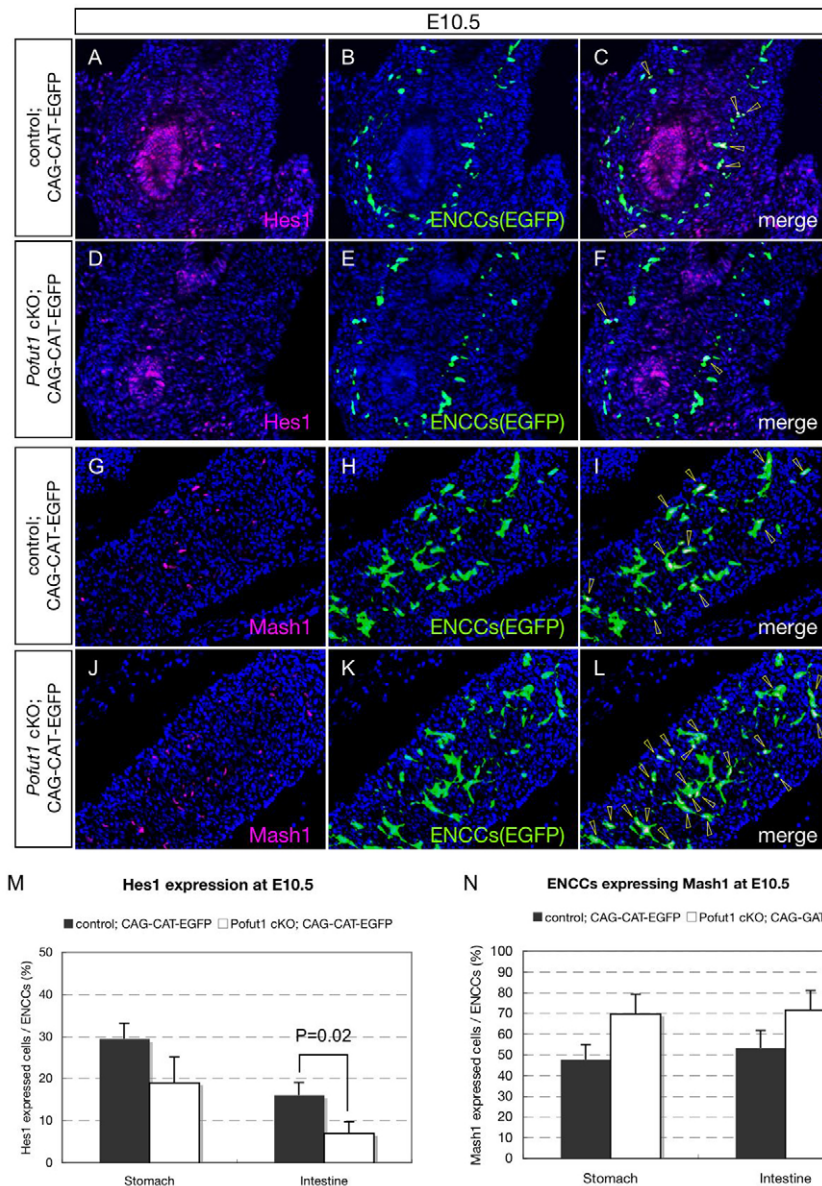 E10.5
control;
CAG-CAT-EGFP
A
Hes1
B
ENCCs(EGFP)
C
merge
Pofut1 cKO;
CAG-CAT-EGFP
D
Hes1
E
ENCCs(EGFP)
F
merge
control;
CAG-CAT-EGFP
G
Mash1
H
ENCCs(EGFP)
I
merge
Pofut1 cKO;
CAG-CAT-EGFP
J
Mash1
K
ENCCs(EGFP)
L
merge
M
Hes1 expression at E10.5
control; CAG-CAT-EGFP Pofut1 cKO; CAG-CAT-EGFP
Hes1 expressed cells / ENCCs (%)
50
40
30
20
10
0
P=0.02
Stomach Intestine
N
ENCCs expressing Mash1 at E10.5
control; CAG-CAT-EGFP Pofut1 cKO; CAG-GAT
Mash1 expressed cells / ENCCs (%)
100
90
80
70
60
50
40
30
20
10
0
Stomach Intestine